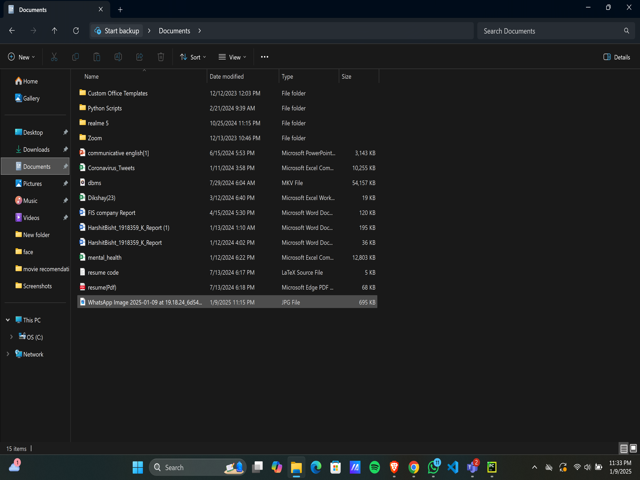 Documents
Start backup
Documents
Search Documents
New
Sort
View
Details
Name
Date modified
Type
Size
Home
Gallery
Desktop
Downloads
Documents
Pictures
Music
Videos
New folder
face
movie recomendati
Screenshots
This PC
OS (C:)
Network
Custom Office Templates 12/12/2023 12:03 PM File folder
Python Scripts 2/21/2024 9:39 AM File folder
realme 5 10/25/2024 11:15 PM File folder
Zoom 12/13/2023 10:46 PM File folder
communicative english[1] 6/15/2024 5:53 PM Microsoft PowerPoint... 3,143 KB
Coronavirus_Tweets 1/11/2024 3:58 PM Microsoft Excel Com... 10,255 KB
dbms 7/29/2024 6:04 AM MKV File 54,157 KB
Dikshay(23) 3/12/2024 6:40 PM Microsoft Excel Work... 19 KB
FIS company Report 4/15/2024 5:30 PM Microsoft Word Doc... 120 KB
HarshitBisht_1918359_K_Report (1) 1/13/2024 1:10 AM Microsoft Word Doc... 195 KB
HarshitBisht_1918359_K_Report 1/12/2024 4:02 PM Microsoft Word Doc... 36 KB
mental_health 1/12/2024 6:22 PM Microsoft Excel Com... 12,803 KB
resume code 7/13/2024 6:17 PM LaTeX Source File 5 KB
resume(Pdf) 7/13/2024 6:18 PM Microsoft Edge PDF ... 68 KB
WhatsApp Image 2025-01-09 at 19.18.24_6d54... 1/9/2025 11:15 PM JPG File 695 KB
15 items
Search
11:33 PM
1/9/2025